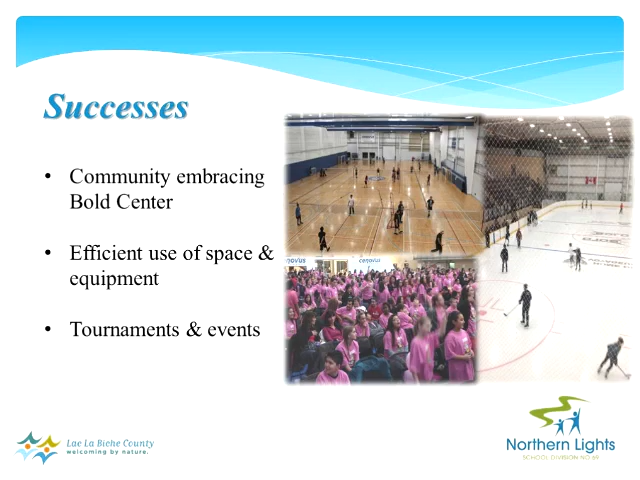 Successes
• Community embracing
Bold Center
• Efficient use of space &
equipment
• Tournaments & events
cenovus
Lac La Biche County
welcoming by nature.
Northern Lights
SCHOOL DIVISION NO.69